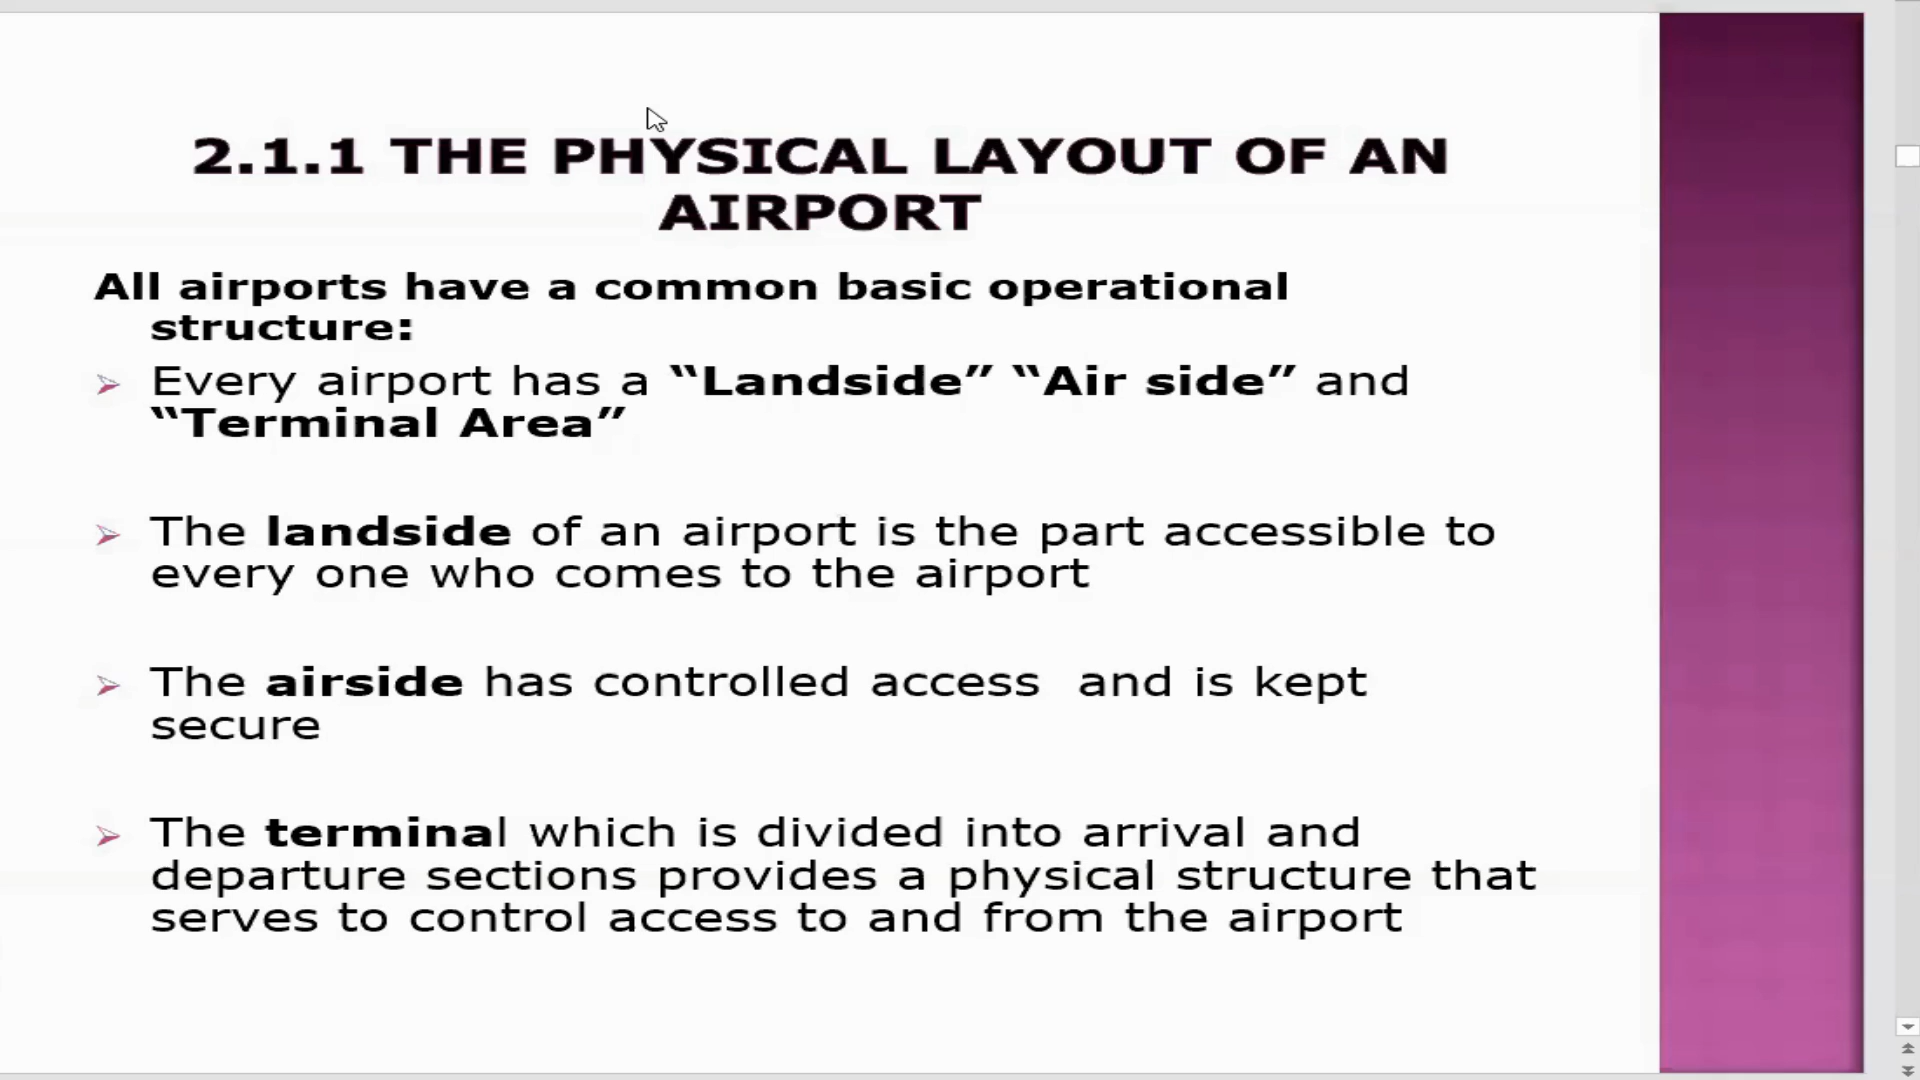 2.1.1 THE PHYSICAL LAYOUT OF AN
AIRPORT
All airports have a common basic operational
structure:
Every airport has a “Landside” “Air side” and
“Terminal Area”
The landside of an airport is the part accessible to
every one who comes to the airport
The airside has controlled access  and is kept
secure
The terminal which is divided into arrival and
departure sections provides a physical structure that
serves to control access to and from the airport